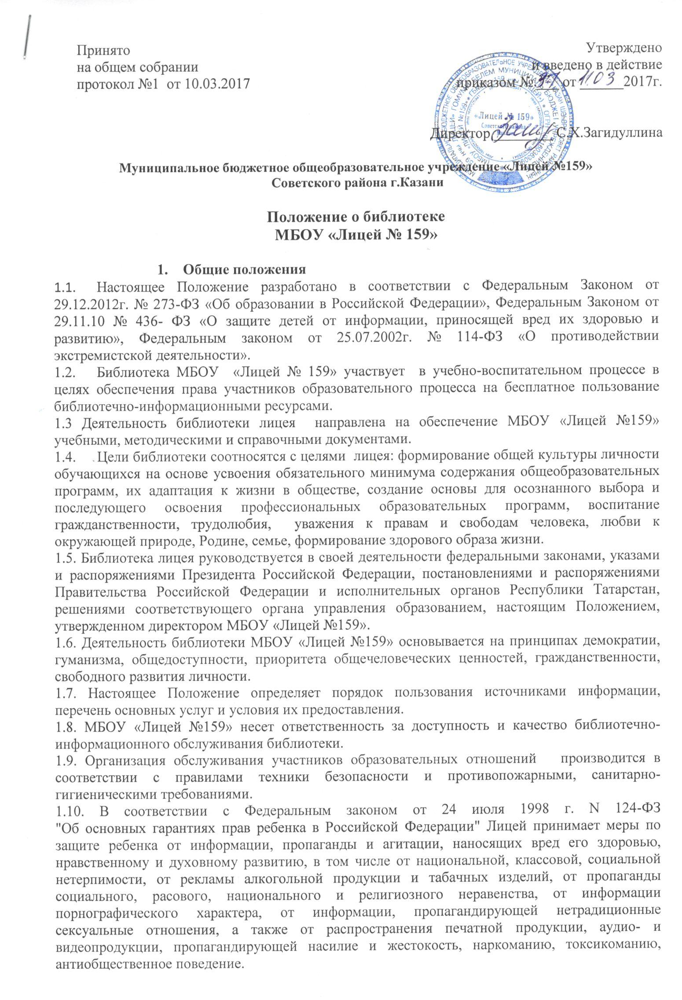 Принято
на общем собрании
протокол №1  от 10.03.2017
Утверждено
и введено в действие
приказом № от 11.03 2017г.
«Лицей № 159»
Советского района
Директор С.Х.Загидуллина
Муниципальное бюджетное общеобразовательное учреждение «Лицей №159»
Советского района г.Казани
Положение о библиотеке
МБОУ «Лицей № 159»
1. Общие положения
1.1. Настоящее Положение разработано в соответствии с Федеральным Законом от
29.12.2012г. № 273-ФЗ «Об образовании в Российской Федерации», Федеральным Законом от
29.11.10 № 436- ФЗ «О защите детей от информации, приносящей вред их здоровью и
развитию», Федеральным законом от 25.07.2002г. № 114-ФЗ «О противодействии
экстремистской деятельности».
1.2. Библиотека МБОУ «Лицей № 159» участвует в учебно-воспитательном процессе в
целях обеспечения права участников образовательного процесса на бесплатное пользование
библиотечно-информационными ресурсами.
1.3 Деятельность библиотеки лицея направлена на обеспечение МБОУ «Лицей №159»
учебными, методическими и справочными документами.
1.4. Цели библиотеки соотносятся с целями лицея: формирование общей культуры личности
обучающихся на основе усвоения обязательного минимума содержания общеобразовательных
программ, их адаптация к жизни в обществе, создание основы для осознанного выбора и
последующего освоения профессиональных образовательных программ, воспитание
гражданственности, трудолюбия, уважения к правам и свободам человека, любви к
окружающей природе, Родине, семье, формирование здорового образа жизни.
1.5. Библиотека лицея руководствуется в своей деятельности федеральными законами, указами
и распоряжениями Президента Российской Федерации, постановлениями и распоряжениями
Правительства Российской Федерации и исполнительных органов Республики Татарстан,
решениями соответствующего органа управления образованием, настоящим Положением,
утвержденном директором МБОУ «Лицей №159».
1.6. Деятельность библиотеки МБОУ «Лицей №159» основывается на принципах демократии,
гуманизма, общедоступности, приоритета общечеловеческих ценностей, гражданственности,
свободного развития личности.
1.7. Настоящее Положение определяет порядок пользования источниками информации,
перечень основных услуг и условия их предоставления.
1.8. МБОУ «Лицей №159» несет ответственность за доступность и качество библиотечно-
информационного обслуживания библиотеки.
1.9. Организация обслуживания участников образовательных отношений производится в
соответствии с правилами техники безопасности и противопожарными, санитарно-
гигиеническими требованиями.
1.10. В соответствии с Федеральным законом от 24 июля 1998 г. N 124-ФЗ
"Об основных гарантиях прав ребенка в Российской Федерации" Лицей принимает меры по
защите ребенка от информации, пропаганды и агитации, наносящих вред его здоровью,
нравственному и духовному развитию, в том числе от национальной, классовой, социальной
нетерпимости, от рекламы алкогольной продукции и табачных изделий, от пропаганды
социального, расового, национального и религиозного неравенства, от информации
порнографического характера, от информации, пропагандирующей нетрадиционные
сексуальные отношения, а также от распространения печатной продукции, аудио- и
видеопродукции, пропагандирующей насилие и жестокость, наркоманию, токсикоманию,
антиобщественное поведение.